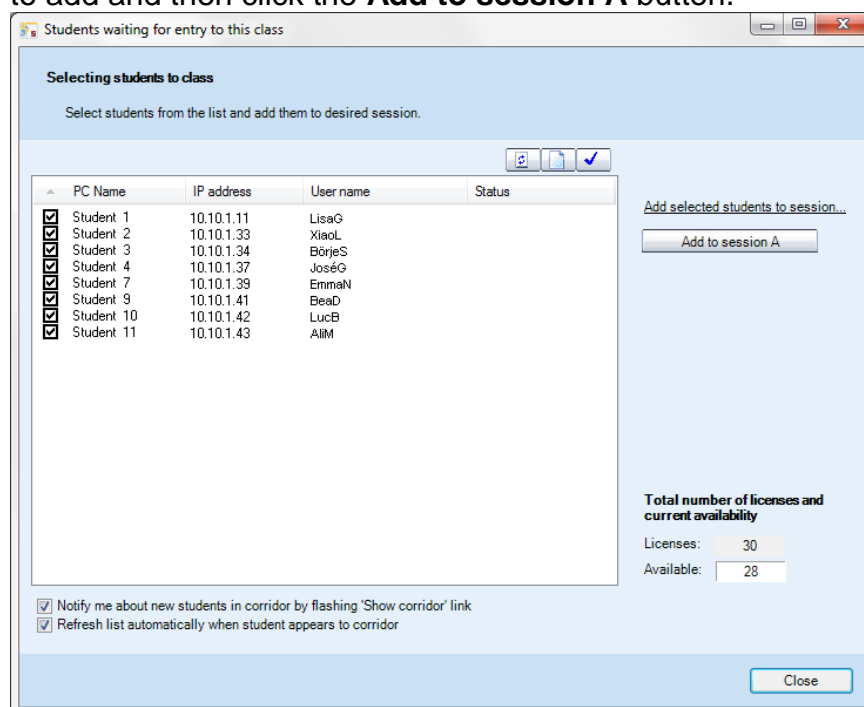 to add and then click the Add to session A button.
Students waiting for entry to this class
Selecting students to class
Select students from the list and add them to desired session.
PC Name IP address User name Status
Student 1 10.10.1.11 LisaG
Student 2 10.10.1.33 XiaoL
Student 3 10.10.1.34 BörjeS
Student 4 10.10.1.37 JoséG
Student 7 10.10.1.39 EmmaN
Student 9 10.10.1.41 BeaD
Student 10 10.10.1.42 LucB
Student 11 10.10.1.43 AliM
Add selected students to session...
Add to session A
Total number of licenses and
current availability
Licenses: 30
Available: 28
Notify me about new students in corridor by flashing 'Show corridor' link
Refresh list automatically when student appears to corridor
Close